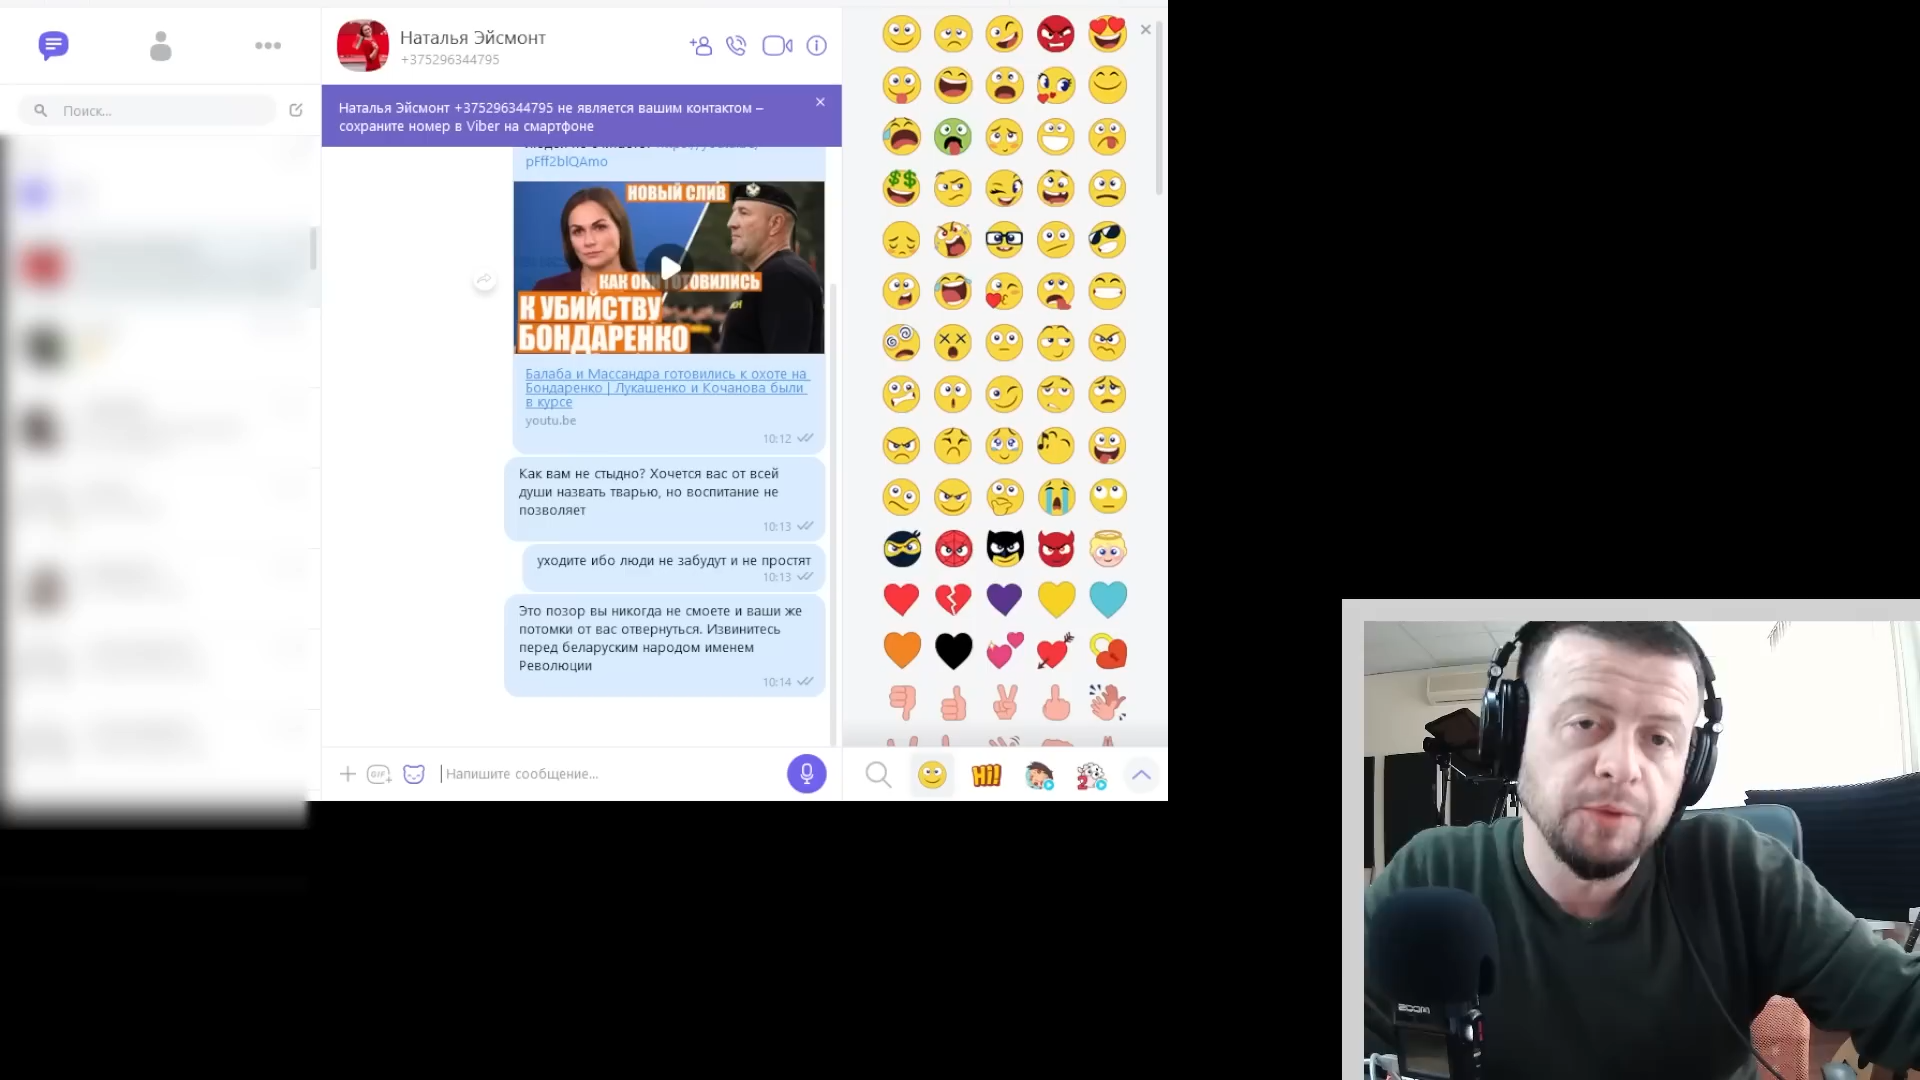 Поиск...
Наталья Эйсмонт
+375296344795
Наталья Эйсмонт +375296344795 не является вашим контактом –
сохраните номер в Viber на смартфоне
pFff2blQAmo
НОВЫЙ СЛИВ
КАК ОНИ ГОТОВИЛИСЬ
К УБИЙСТВУ
БОНДАРЕНКО
Балаба и Массандра готовились к охоте на
Бондаренко | Лукашенко и Кочанова были
в курсе
youtu.be
10:12
Как вам не стыдно? Хочется вас от всей
души назвать тварью, но воспитание не
позволяет
10:13
уходите ибо люди не забудут и не простят
10:13
Это позор вы никогда не смоете и ваши же
потомки от вас отвернуться. Извинитесь
перед беларуским народом именем
Революции
10:14
GIF
Напишите сообщение...
Hi!
2
zoom